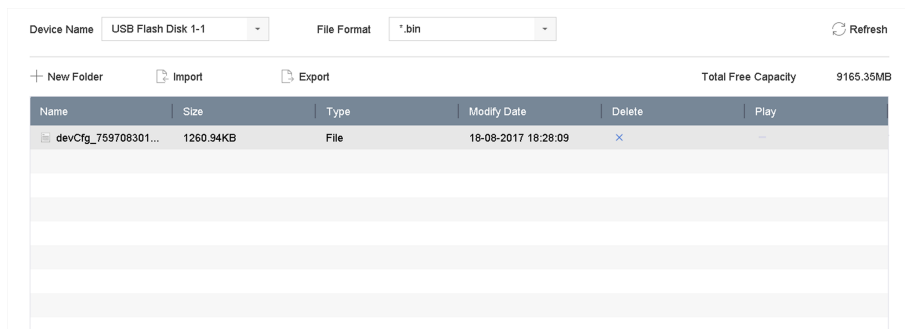 Device Name USB Flash Disk 1-1 File Format *.bin Refresh
New Folder Import Export Total Free Capacity 9165.35MB
Name Size Type Modify Date Delete Play
devCfg_759708301... 1260.94KB File 18-08-2017 18:28:09